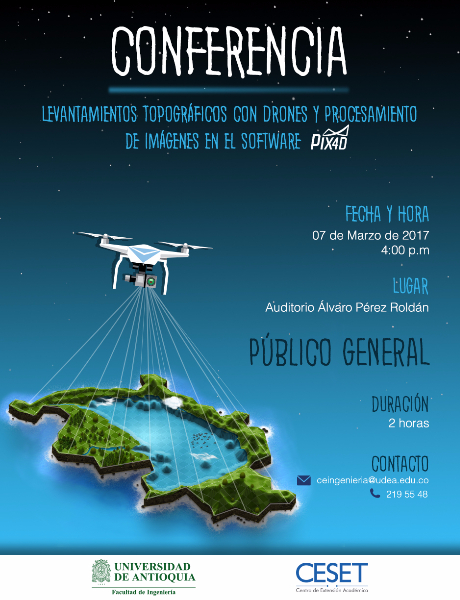 CONFERENCIA
LEVANTAMIENTOS TOPOGRÁFICOS CON DRONES Y PROCESAMIENTO
DE IMÁGENES EN EL SOFTWARE PIX4D
FECHA Y HORA
07 de Marzo de 2017
4:00 p.m
LUGAR
Auditorio Álvaro Pérez Roldán
PÚBLICO GENERAL
DURACIÓN
2 horas
CONTACTO
ceingenieria@udea.edu.co
219 55 48
UNIVERSIDAD
DE ANTIOQUIA
Facultad de Ingeniería
CESET
Centro de Extensión Académica